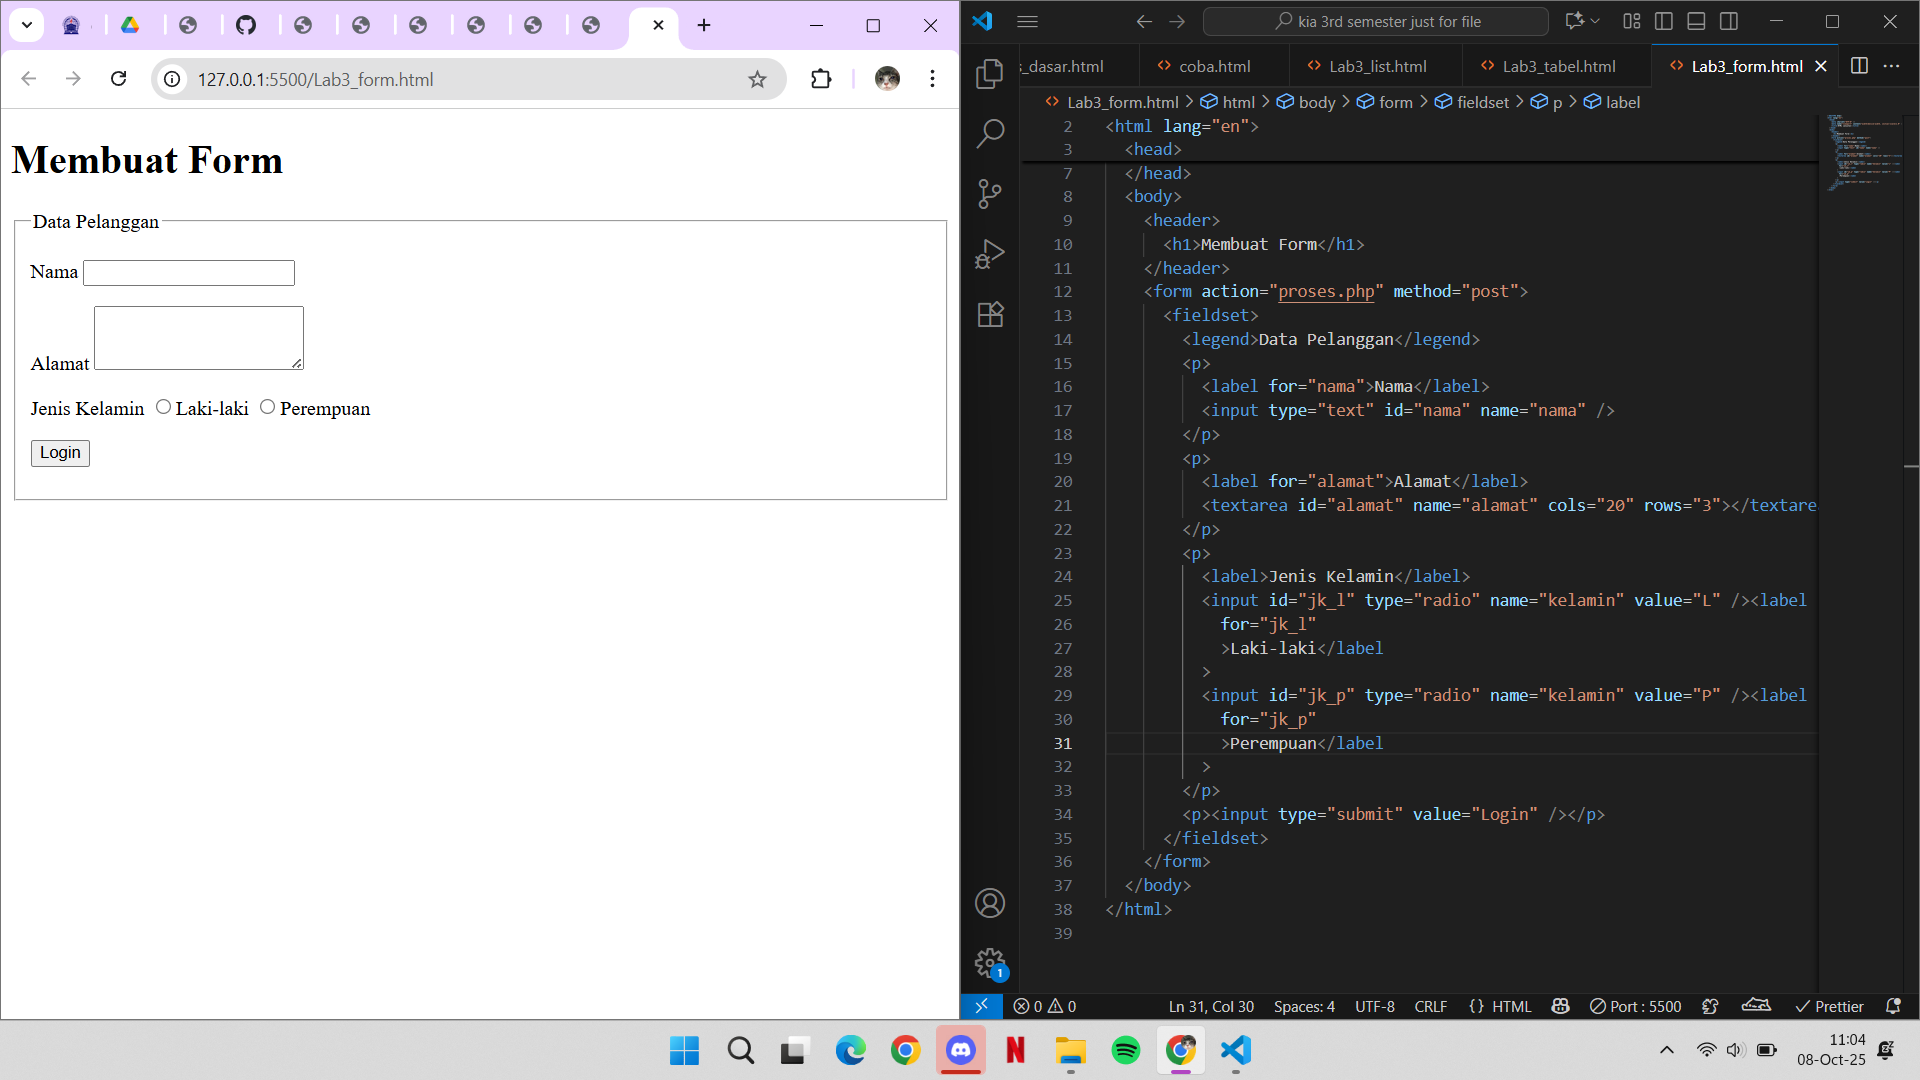 127.0.0.1:5500/Lab3_form.html
Membuat Form
Data Pelanggan
Nama
Alamat
Jenis Kelamin Laki-laki Perempuan
Login
kia 3rd semester just for file
s_dasar.html coba.html Lab3_list.html Lab3_tabel.html Lab3_form.html
Lab3_form.html > html > body > form > fieldset > p > label
2 <html lang="en">
3 <head>
7 </head>
8 <body>
9 <header>
10 <h1>Membuat Form</h1>
11 </header>
12 <form action="proses.php" method="post">
13 <fieldset>
14 <legend>Data Pelanggan</legend>
15 <p>
16 <label for="nama">Nama</label>
17 <input type="text" id="nama" name="nama" />
18 </p>
19 <p>
20 <label for="alamat">Alamat</label>
21 <textarea id="alamat" name="alamat" cols="20" rows="3"></textare
22 </p>
23 <p>
24 <label>Jenis Kelamin</label>
25 <input id="jk_l" type="radio" name="kelamin" value="L" /><label
26 for="jk_l"
27 >Laki-laki</label
28 >
29 <input id="jk_p" type="radio" name="kelamin" value="P" /><label
30 for="jk_p"
31 >Perempuan</label
32 >
33 </p>
34 <p><input type="submit" value="Login" /></p>
35 </fieldset>
36 </form>
37 </body>
38 </html>
39
1
0 0 Ln 31, Col 30 Spaces: 4 UTF-8 CRLF {} HTML Port : 5500 Prettier
11:04
08-Oct-25